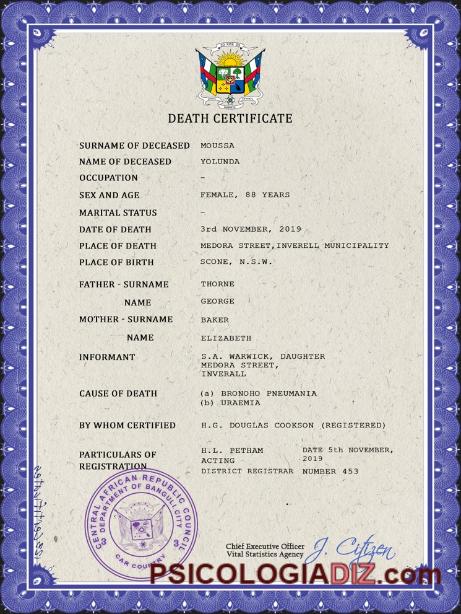 DEATH CERTIFICATE
SURNAME OF DECEASED MOUSSA
NAME OF DECEASED YOLUNDA
OCCUPATION –
SEX AND AGE FEMALE, 88 YEARS
MARITAL STATUS –
DATE OF DEATH 3rd NOVEMBER, 2019
PLACE OF DEATH MEDORA STREET,INVERELL MUNICIPALITY
PLACE OF BIRTH SCONE, N.S.W.
FATHER - SURNAME THORNE
NAME GEORGE
MOTHER - SURNAME BAKER
NAME ELIZABETH
INFORMANT S.A. WARWICK, DAUGHTER
MEDORA STREET,
INVERALL
CAUSE OF DEATH (a) BRONOHO PNEUMANIA
(b) URAEMIA
BY WHOM CERTIFIED H.G. DOUGLAS COOKSON (REGISTERED)
PARTICULARS OF REGISTRATION H.L. PETHAM DATE 5th NOVEMBER,
ACTING 2019
DISTRICT REGISTRAR NUMBER 453
CENTRAL AFRICAN REPUBLIC COUNCIL
DEPARTMENT OF BANGUI.CITY
CAR COUNTRY
Chief Executive Officer
Vital Statistics Agency
J. Citizen
PSICOLOGIADIZ.com